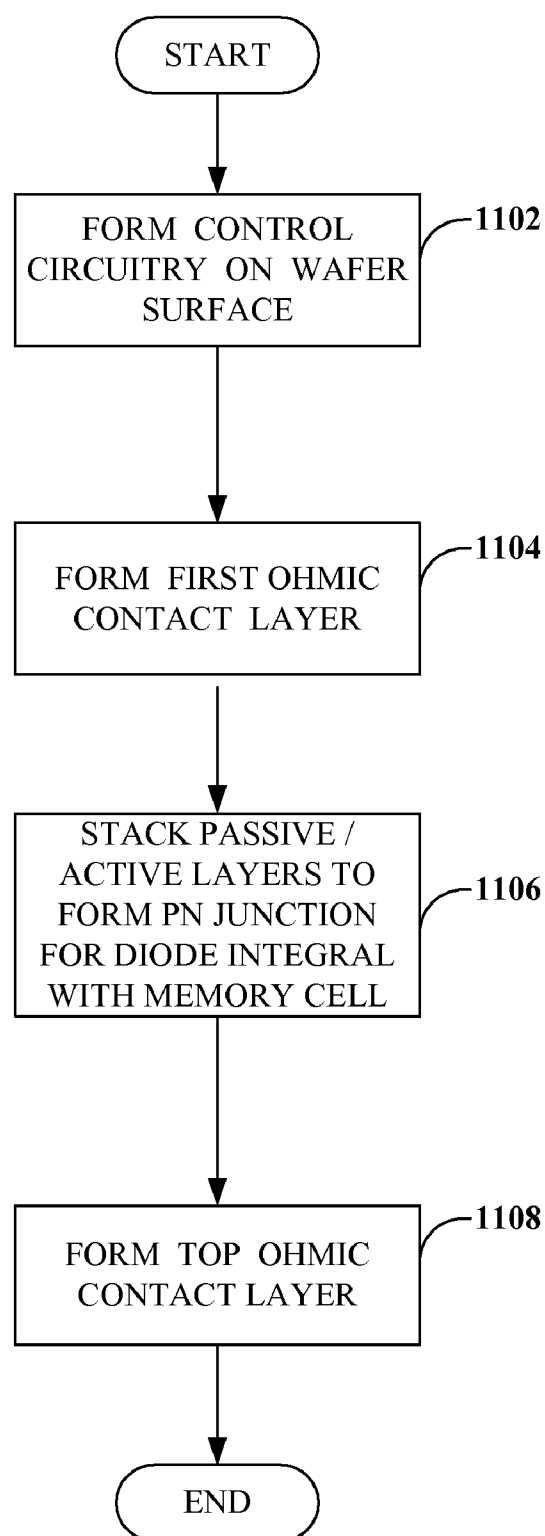 START
FORM CONTROL
CIRCUITRY ON WAFER
SURFACE
1102
FORM FIRST OHMIC
CONTACT LAYER
1104
STACK PASSIVE /
ACTIVE LAYERS TO
FORM PN JUNCTION
FOR DIODE INTEGRAL
WITH MEMORY CELL
1106
FORM TOP OHMIC
CONTACT LAYER
1108
END